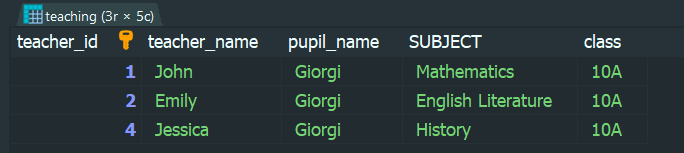 teaching (3r × 5c)
teacher_id teacher_name pupil_name SUBJECT class
1 John Giorgi Mathematics 10A
2 Emily Giorgi English Literature 10A
4 Jessica Giorgi History 10A